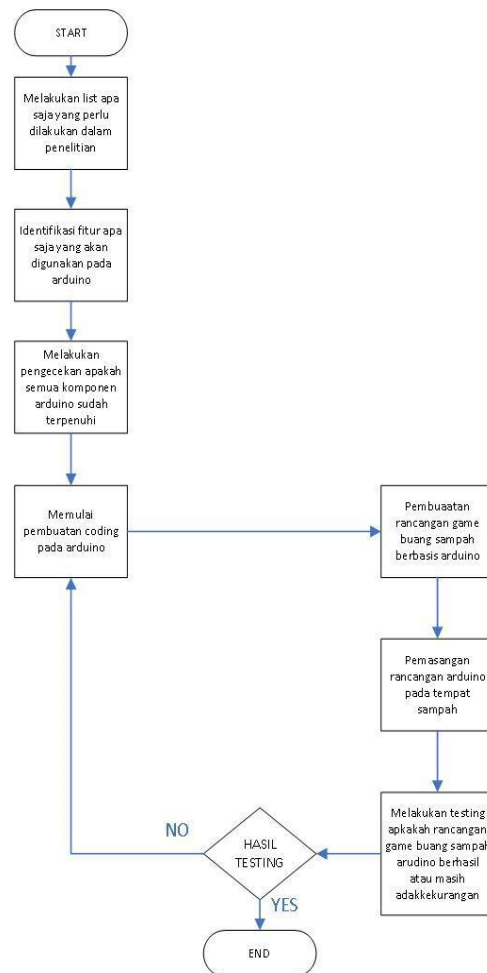 START
Melakukan list apa
saja yang perlu
dilakukan dalam
penelitian
Identifikasi fitur apa
saja yang akan
digunakan pada
arduino
Melakukan
pengecekan apakah
semua komponen
arduino sudah
terpenuhi
Memulai
pembuatan coding
pada arduino
Pembuaatan
rancangan game
buang sampah
berbasis arduino
Pemasangan
rancangan arduino
pada tempat
sampah
Melakukan testing
apkakah rancangan
game buang sampah
arudino berhasil
atau masih
adakkekurangan
HASIL
TESTING
NO
YES
END